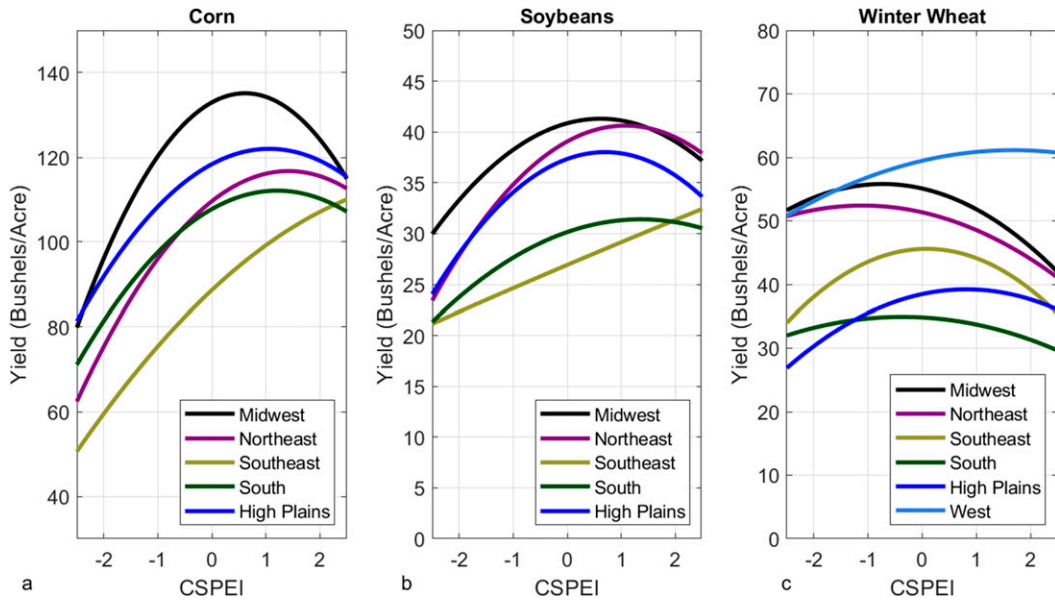 Corn
Yield (Bushels/Acre)
140
120
100
80
60
40
-2 -1 0 1 2
CSPEI
a
Midwest
Northeast
Southeast
South
High Plains
Soybeans
Yield (Bushels/Acre)
50
45
40
35
30
25
20
15
10
5
0
-2 -1 0 1 2
CSPEI
b
Midwest
Northeast
Southeast
South
High Plains
Winter Wheat
Yield (Bushels/Acre)
80
70
60
50
40
30
20
10
0
-2 -1 0 1 2
CSPEI
c
Midwest
Northeast
Southeast
South
High Plains
West